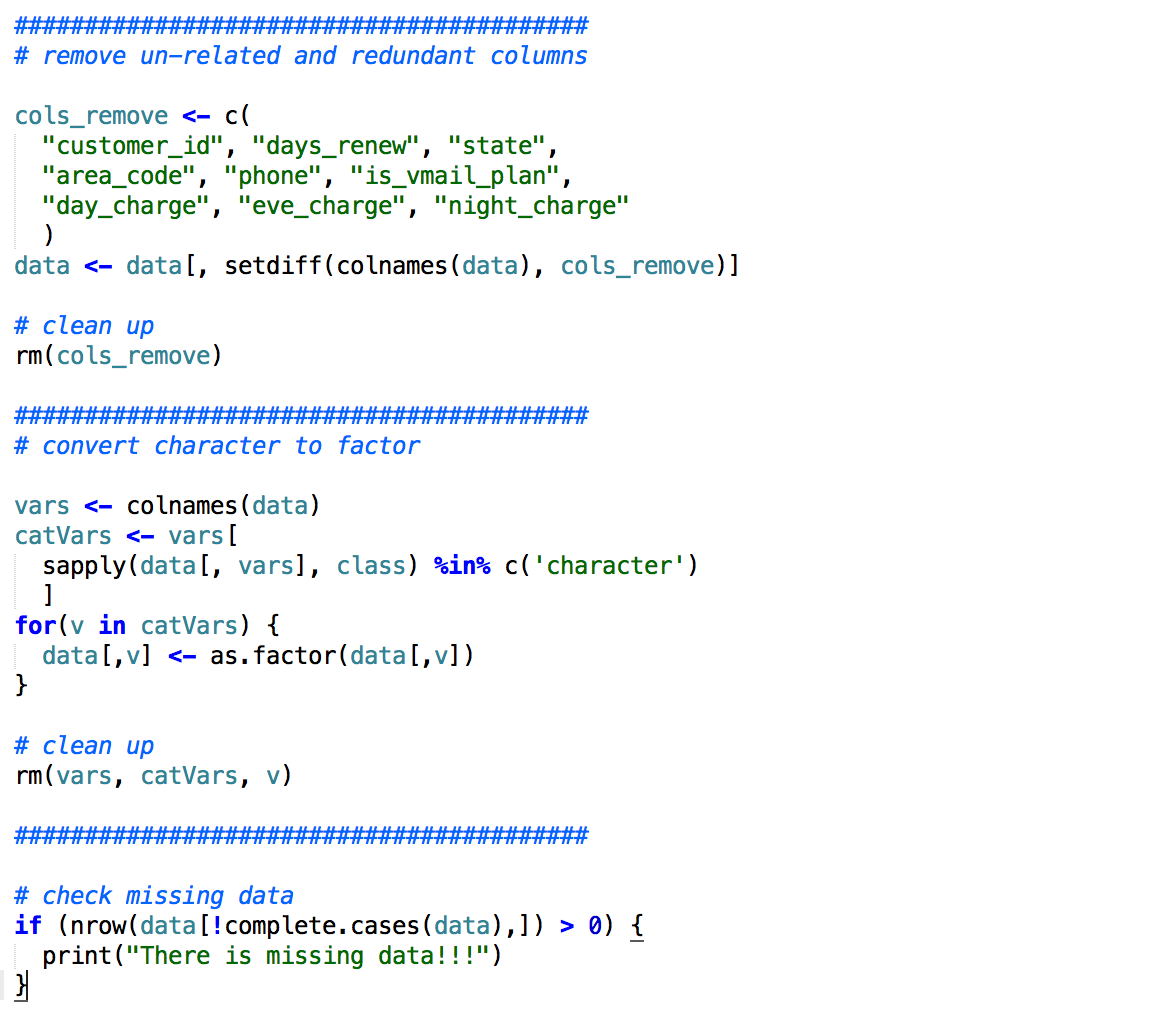 #########################################
# remove un-related and redundant columns
cols_remove <- c(
"customer_id", "days_renew", "state",
"area_code", "phone", "is_vmail_plan",
"day_charge", "eve_charge", "night_charge"
)
data <- data[, setdiff(colnames(data), cols_remove)]
# clean up
rm(cols_remove)
#########################################
# convert character to factor
vars <- colnames(data)
catVars <- vars[
sapply(data[, vars], class) %in% c('character')
]
for(v in catVars) {
data[,v] <- as.factor(data[,v])
}
# clean up
rm(vars, catVars, v)
#########################################
# check missing data
if (nrow(data[!complete.cases(data),]) > 0) {
print("There is missing data!!!")
}